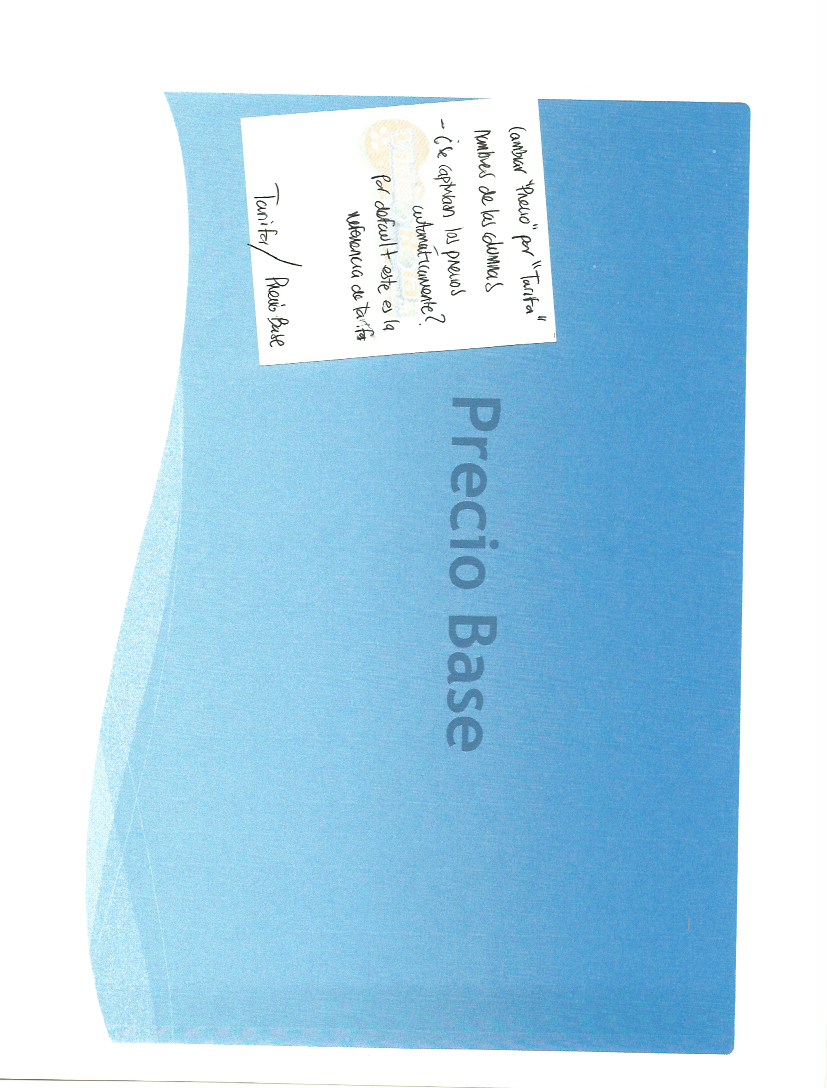 Cambiar "Precio" por "Tarifa"
nombres de las columnas
- ¿Se capturan los precios
automáticamente?
Por default este es la
referencia de tarifa
Tarifa / Precio Base
Precio Base